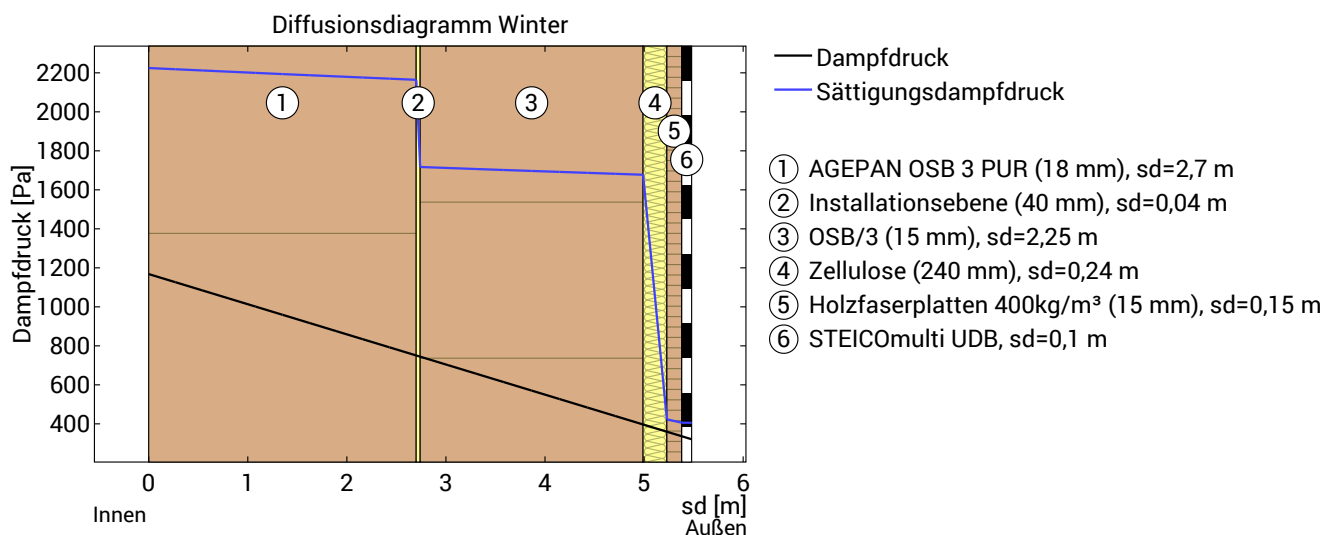 Diffusionsdiagramm Winter
Dampfdruck [Pa]
2200
2000
1800
1600
1400
1200
1000
800
600
400
0 1 2 3 4 5 6
sd [m]
Innen
Außen
1
2
3
4
5
6
Dampfdruck
Sättigungsdampfdruck
1 AGEPAN OSB 3 PUR (18 mm), sd=2,7 m
2 Installationsebene (40 mm), sd=0,04 m
3 OSB/3 (15 mm), sd=2,25 m
4 Zellulose (240 mm), sd=0,24 m
5 Holzfaserplatten 400kg/m³ (15 mm), sd=0,15 m
6 STEICOmulti UDB, sd=0,1 m